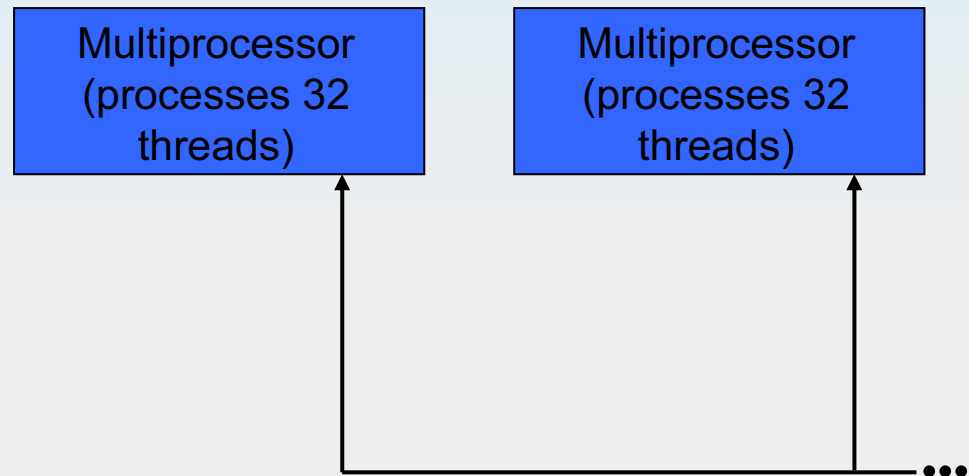 Multiprocessor
(processes 32
threads)
Multiprocessor
(processes 32
threads)